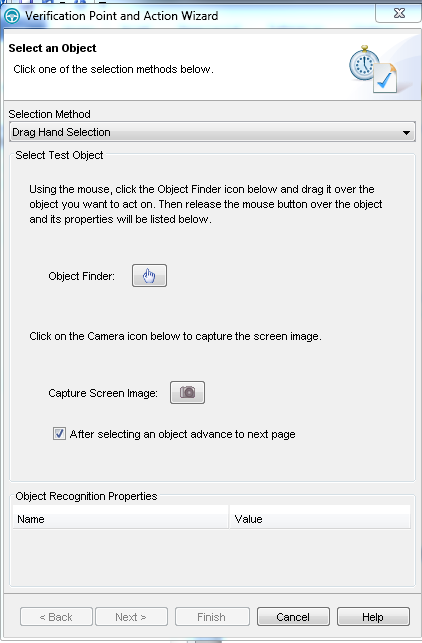 Verification Point and Action Wizard
Select an Object
Click one of the selection methods below.
Selection Method
Drag Hand Selection
Select Test Object
Using the mouse, click the Object Finder icon below and drag it over the
object you want to act on. Then release the mouse button over the object
and its properties will be listed below.
Object Finder:
Click on the Camera icon below to capture the screen image.
Capture Screen Image:
After selecting an object advance to next page
Object Recognition Properties
Name Value
< Back Next > Finish Cancel Help